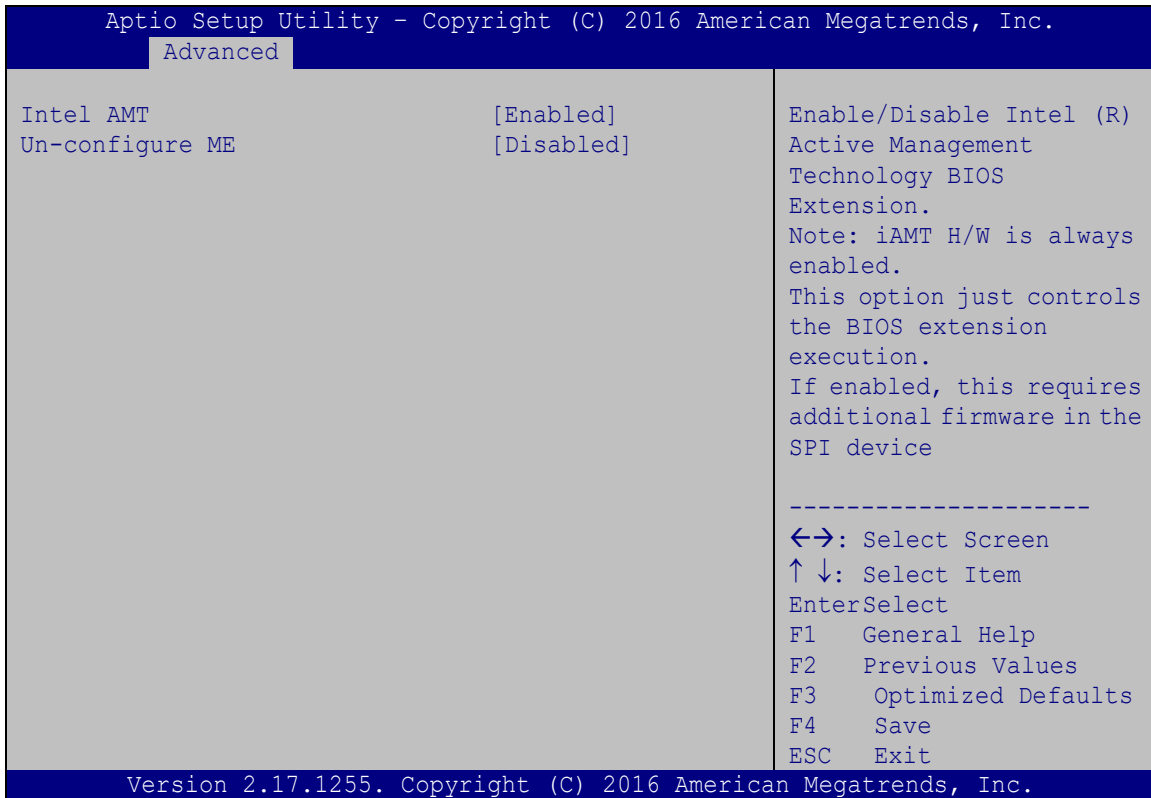 Aptio Setup Utility – Copyright (C) 2016 American Megatrends, Inc.
Advanced
Intel AMT [Enabled]
Un-configure ME [Disabled]
Enable/Disable Intel (R)
Active Management
Technology BIOS
Extension.
Note: iAMT H/W is always
enabled.
This option just controls
the BIOS extension
execution.
If enabled, this requires
additional firmware in the
SPI device
---------------------
←→: Select Screen
↑ ↓: Select Item
EnterSelect
F1 General Help
F2 Previous Values
F3 Optimized Defaults
F4 Save
ESC Exit
Version 2.17.1255. Copyright (C) 2016 American Megatrends, Inc.